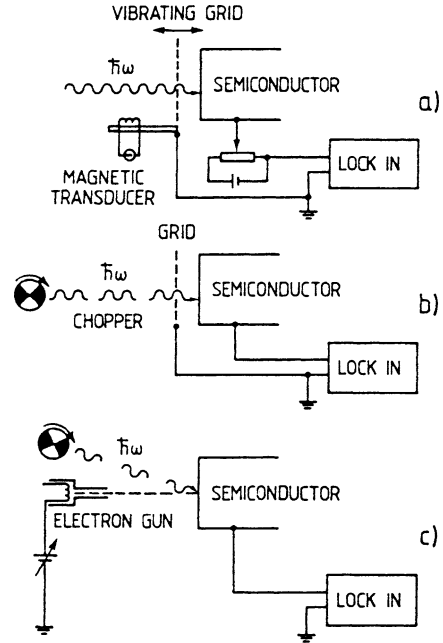 VIBRATING GRID
ħω
SEMICONDUCTOR
a)
MAGNETIC
TRANSDUCER
LOCK IN
GRID
ħω
SEMICONDUCTOR
CHOPPER
b)
LOCK IN
ħω
SEMICONDUCTOR
ELECTRON GUN
c)
LOCK IN